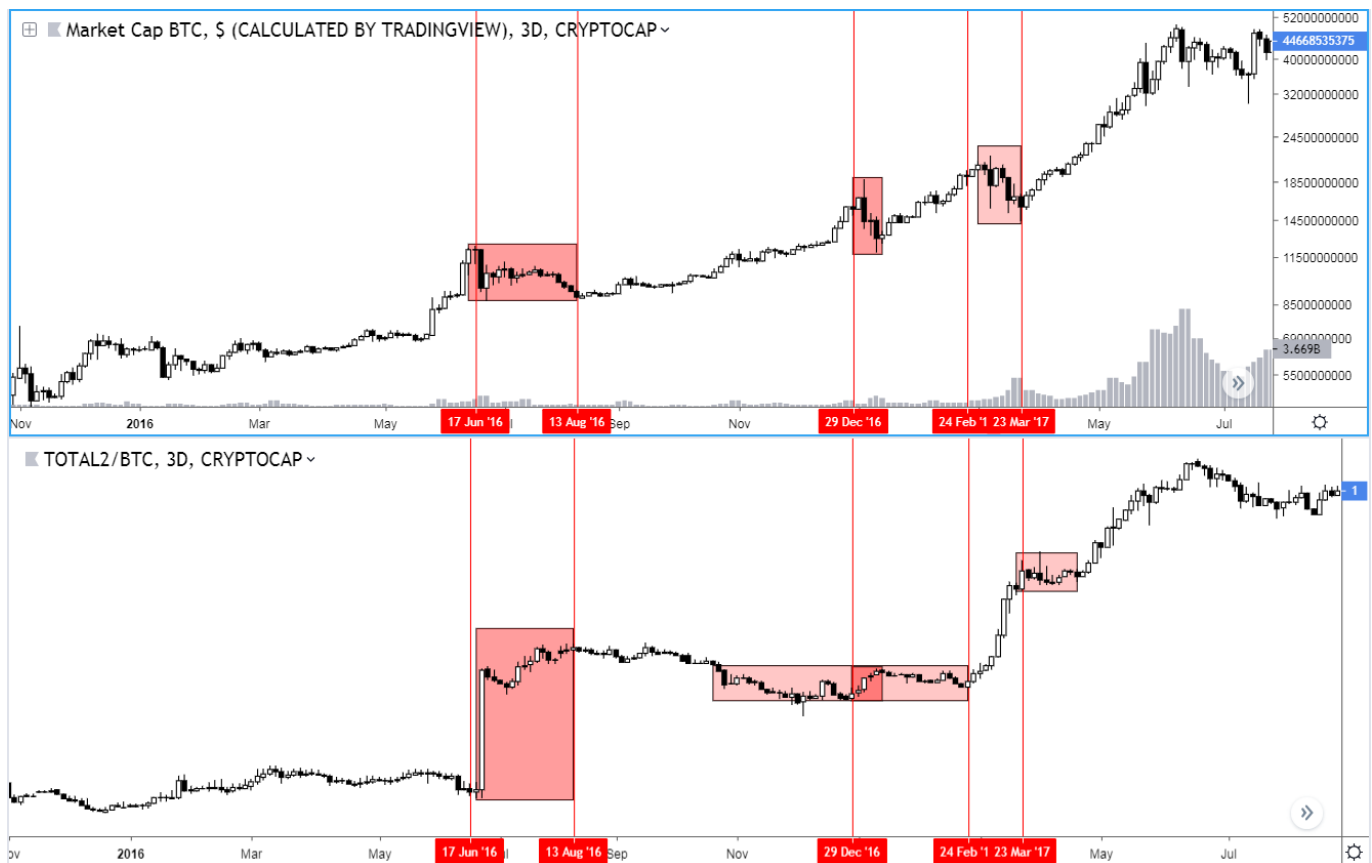 Market Cap BTC, $ (CALCULATED BY TRADINGVIEW), 3D, CRYPTOCAP
52000000000
44668535375
40000000000
32000000000
24500000000
18500000000
14500000000
11500000000
8500000000
3.669B
5500000000
Nov 2016 Mar May 17 Jun '16 13 Aug '16 Sep Nov 29 Dec '16 24 Feb '1 23 Mar '17 May Jul
TOTAL2/BTC, 3D, CRYPTOCAP
1
2016 Mar May 17 Jun '16 13 Aug '16 Sep Nov 29 Dec '16 24 Feb '1 23 Mar '17 May Jul